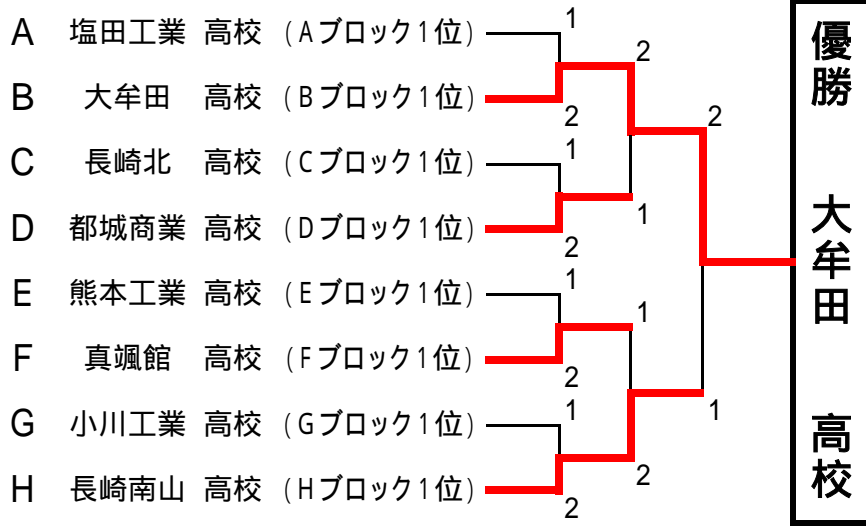 A 塩田工業 高校 (Aブロック1位) 1
B 大牟田 高校 (Bブロック1位) 2
C 長崎北 高校 (Cブロック1位) 1
D 都城商業 高校 (Dブロック1位) 2
E 熊本工業 高校 (Eブロック1位) 1
F 真颯館 高校 (Fブロック1位) 2
G 小川工業 高校 (Gブロック1位) 1
H 長崎南山 高校 (Hブロック1位) 2
2
1
1
2
2
1
優勝 大牟田 高校